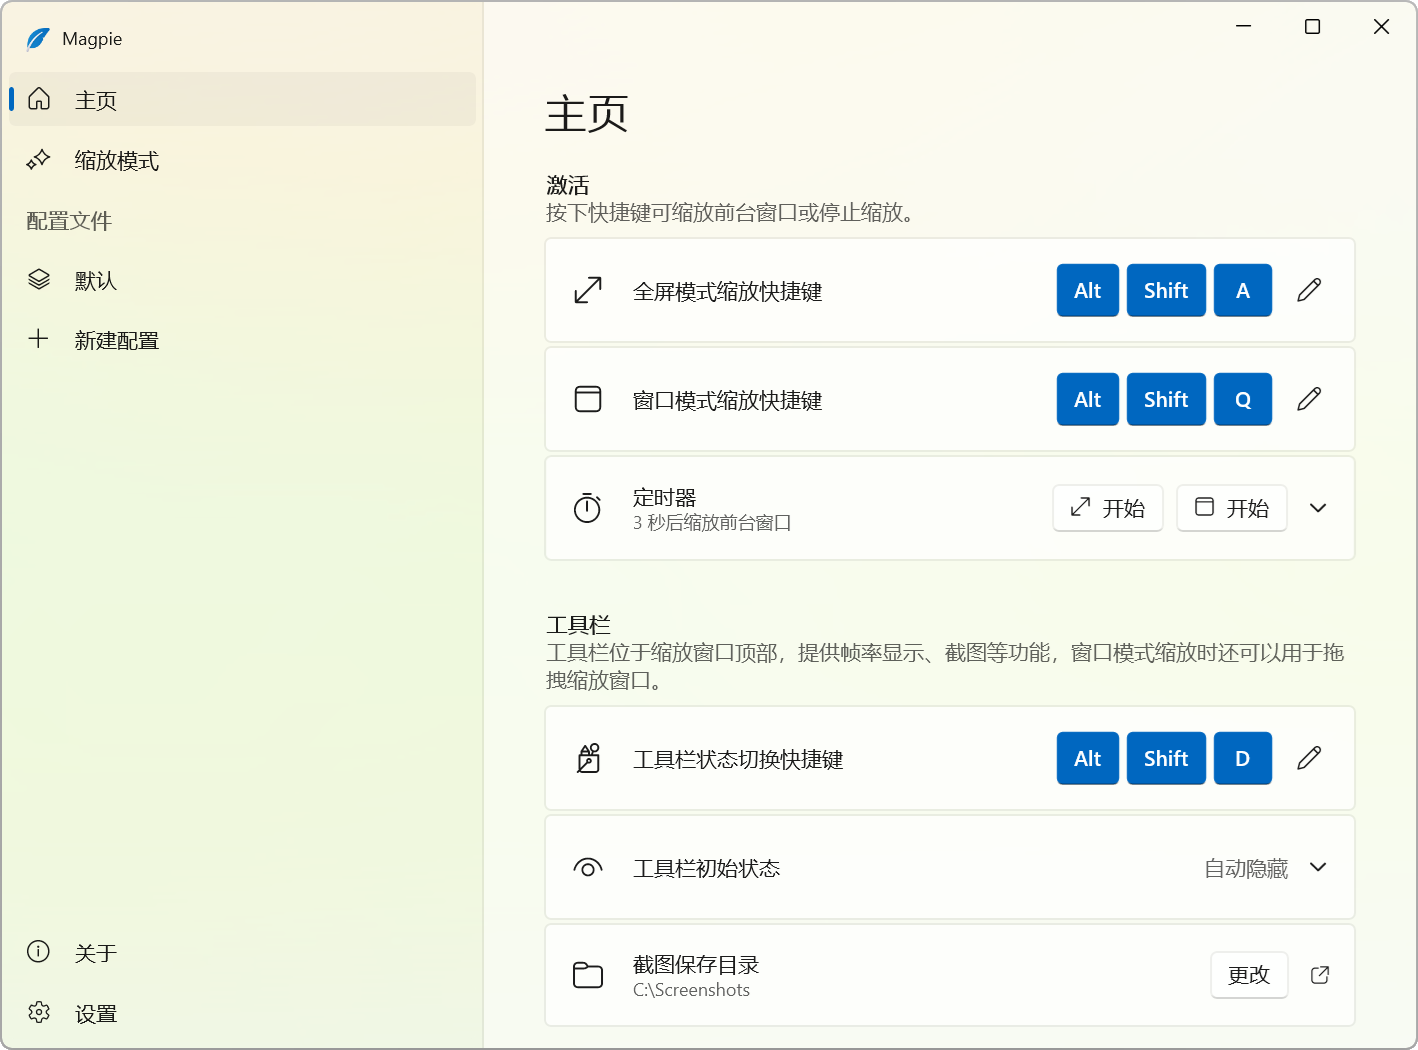 Magpie
主页
缩放模式
配置文件
默认
新建配置
关于
设置
主页
激活
按下快捷键可缩放前台窗口或停止缩放。
全屏模式缩放快捷键 Alt Shift A
窗口模式缩放快捷键 Alt Shift Q
定时器
3 秒后缩放前台窗口
开始 开始
工具栏
工具栏位于缩放窗口顶部，提供帧率显示、截图等功能，窗口模式缩放时还可以用于拖
拽缩放窗口。
工具栏状态切换快捷键 Alt Shift D
工具栏初始状态 自动隐藏
截图保存目录
C:\Screenshots
更改